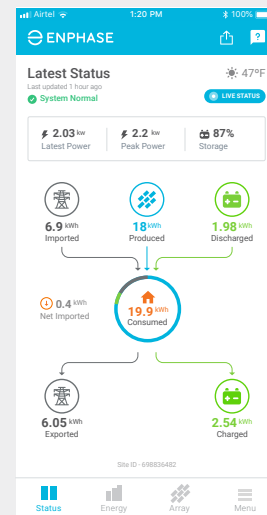 Airtel 1:20 PM 100%
ENPHASE
Latest Status 47°F
Last updated 1 hour ago
System Normal LIVE STATUS
2.03 kw 2.2 kw 87%
Latest Power Peak Power Storage
6.9 kWh 18 kWh 1.98 kWh
Imported Produced Discharged
0.4 kWh
Net Imported
19.9 kWh
Consumed
6.05 kWh 2.54 kWh
Exported Charged
Site ID - 698836482
Status Energy Array Menu